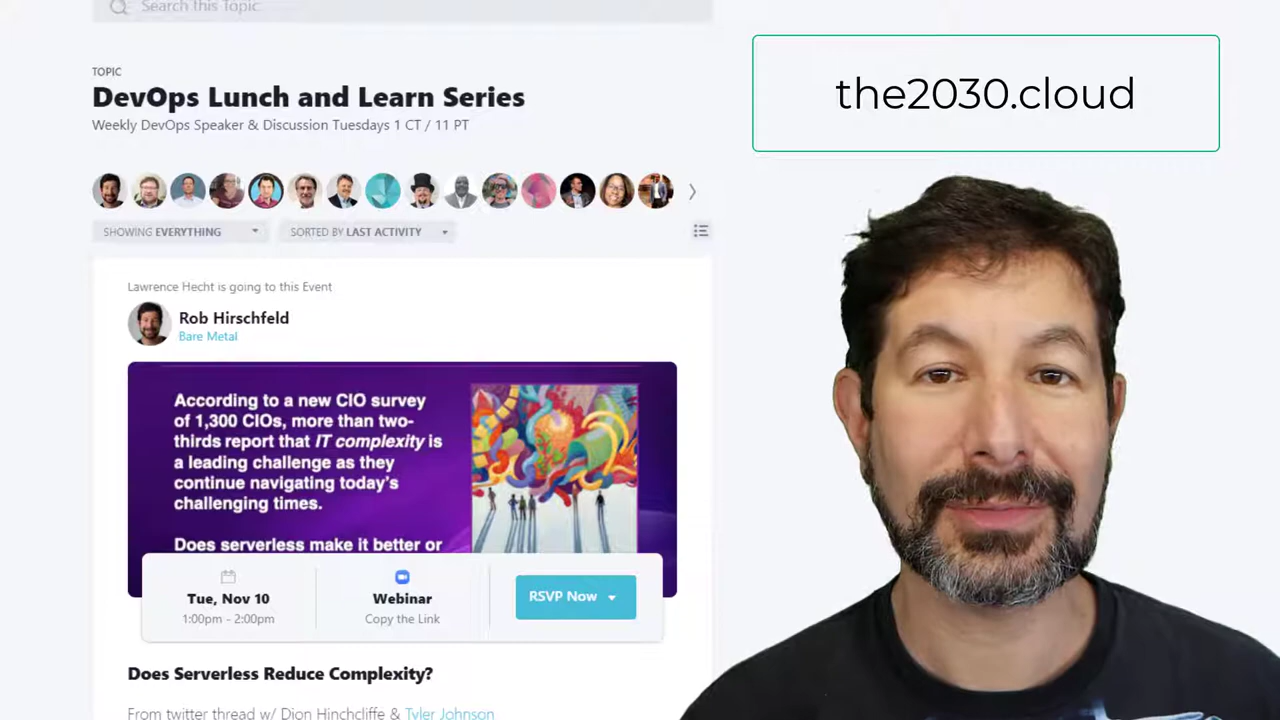 Search this Topic
the2030.cloud
TOPIC
DevOps Lunch and Learn Series
Weekly DevOps Speaker & Discussion Tuesdays 1 CT / 11 PT
SHOWING EVERYTHING
SORTED BY LAST ACTIVITY
Lawrence Hecht is going to this Event
Rob Hirschfeld
Bare Metal
According to a new CIO survey
of 1,300 CIOs, more than two-
thirds report that IT complexity is
a leading challenge as they
continue navigating today's
challenging times.
Does serverless make it better or
Tue, Nov 10
1:00pm - 2:00pm
Webinar
Copy the Link
RSVP Now
Does Serverless Reduce Complexity?
From twitter thread w/ Dion Hinchcliffe & Tyler Johnson